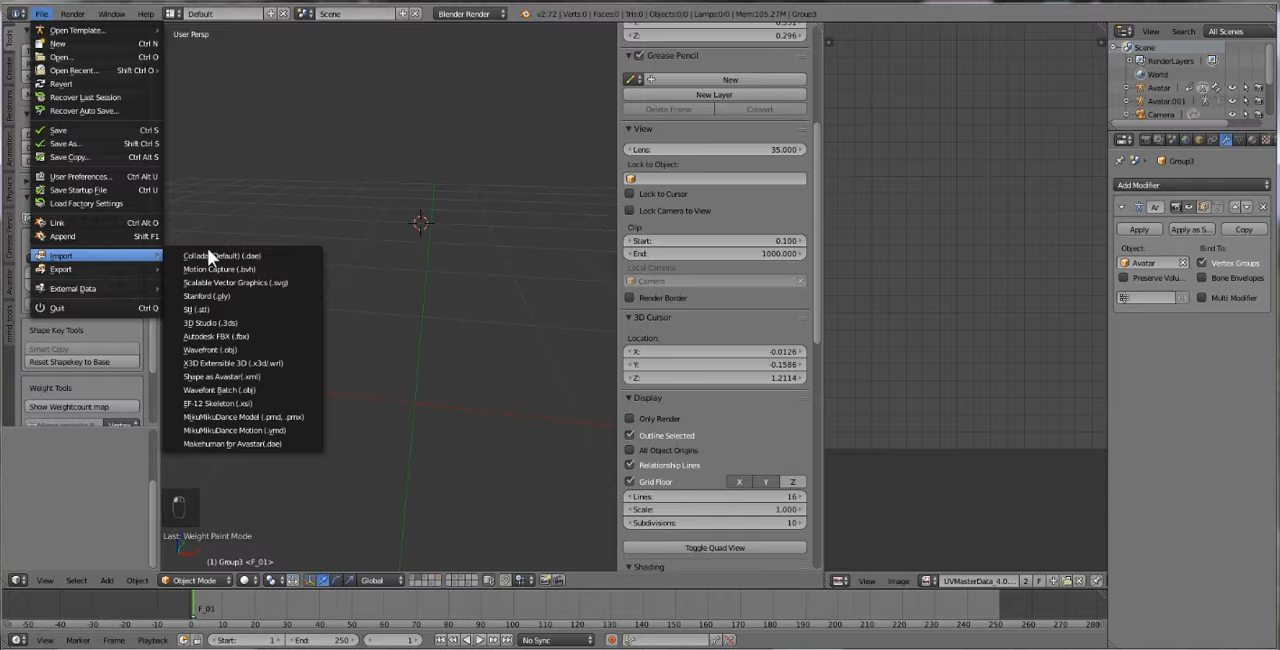 File Render Window Help Default Scene Blender Render v2.72 | Verts:0 | Faces:0 | Tris:0 | Objects:0/0 | Lamps:0/0 | Mem:105.27M | Group3
Open Template...
New Ctrl N
Open... Ctrl O
Open Recent... Shift Ctrl O
Revert
Recover Last Session
Recover Auto Save...
Save Ctrl S
Save As... Shift Ctrl S
Save Copy... Ctrl Alt S
User Preferences... Ctrl Alt U
Save Startup File Ctrl U
Load Factory Settings
Link Ctrl Alt O
Append Shift F1
Import
Export
External Data
Quit Ctrl Q
Collada (Default) (.dae)
Motion Capture (.bvh)
Scalable Vector Graphics (.svg)
Stanford (.ply)
Stl (.stl)
3D Studio (.3ds)
Autodesk FBX (.fbx)
Wavefront (.obj)
X3D Extensible 3D (.x3d/.wrl)
Shape as Avastar(.xml)
Wavefont Batch (.obj)
EF-12 Skeleton (.xsi)
MikuMikuDance Model (.pmd, .pmx)
MikuMikuDance Motion (.vmd)
Makehuman for Avastar(.dae)
Tools
Create
Relations
Animation
Physics
Grease Pencil
mmd_tools
Shape Key Tools
Smart Copy
Reset Shapekey to Base
Weight Tools
Show Weightcount map
User Persp
Last: Weight Paint Mode
(1) Group3 <F_01>
Z: 0.296
Grease Pencil
New
New Layer
Delete Frame Convert
View
Lens: 35.000
Lock to Object:
Lock to Cursor
Lock Camera to View
Clip
Start: 0.100
End: 1000.000
Local Camera:
Camera
Render Border
3D Cursor
Location:
X: -0.0126
Y: -0.1586
Z: 1.2114
Display
Only Render
Outline Selected
All Object Origins
Relationship Lines
Grid Floor X Y Z
Lines: 16
Scale: 1.000
Subdivisions: 10
Toggle Quad View
Shading
View Search All Scenes
Scene
RenderLayers
World
Avatar
Avatar.001
Camera
Group3
Add Modifier
Ar
Apply Apply as S... Copy
Object: Bind To:
Avatar Vertex Groups
Preserve Volu... Bone Envelopes
Multi Modifier
View Select Add Object Object Mode Global
View Image UVMasterData_4.0... 2 F
F_01
-50 -40 -30 -20 -10 0 10 20 30 40 50 60 70 80 90 100 110 120 130 140 150 160 170 180 190 200 210 220 230 240 250 260 270 280
View Marker Frame Playback Start: 1 End: 250 1 No Sync